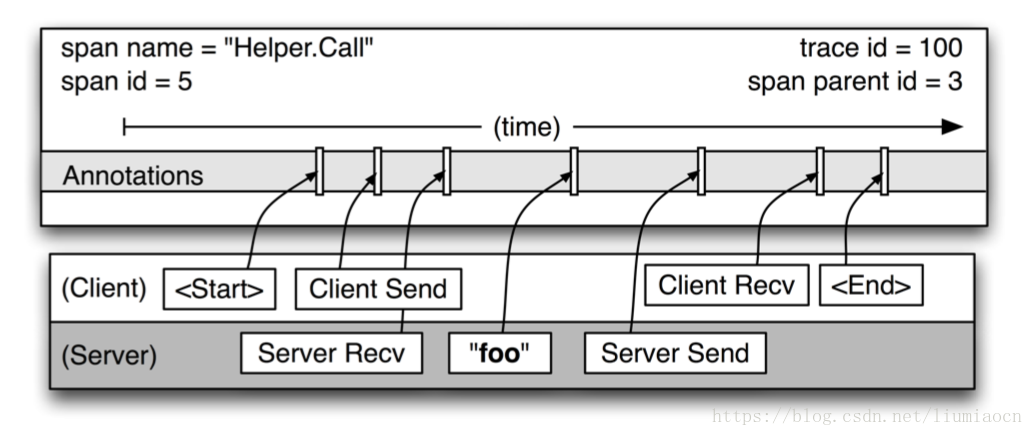 span name = "Helper.Call"
trace id = 100
span id = 5
span parent id = 3
(time)
Annotations
(Client)
<Start>
Client Send
Client Recv
<End>
(Server)
Server Recv
"foo"
Server Send
https://blog.csdn.net/liumiaocn